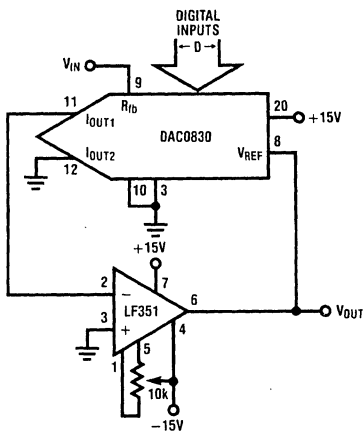 DIGITAL
INPUTS
D
VIN
9
Rfb
11
IOUT1
DAC0830
20
+15V
8
VREF
IOUT2
12
10
3
+15V
7
2
−
LF351
6
VOUT
3
+
4
5
1
10k
−15V